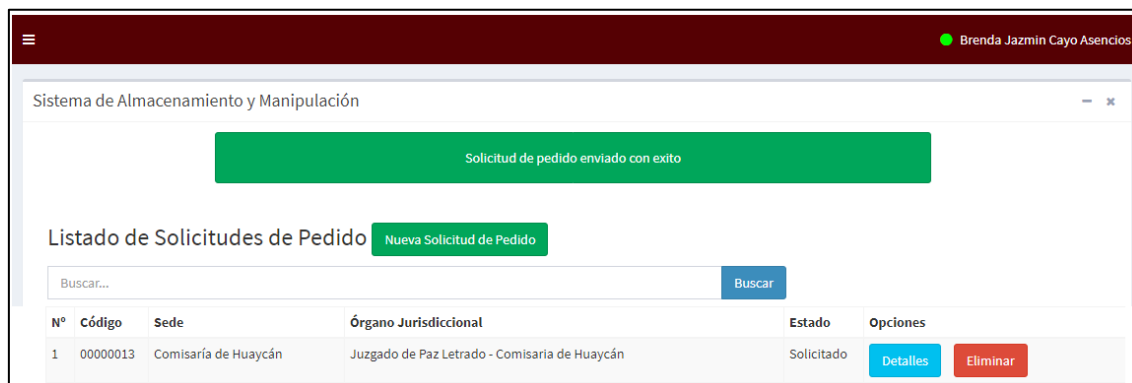 Brenda Jazmin Cayo Asencios
Sistema de Almacenamiento y Manipulación
Solicitud de pedido enviado con exito
Listado de Solicitudes de Pedido Nueva Solicitud de Pedido
Buscar... Buscar
Nº Código Sede Órgano Jurisdiccional Estado Opciones
1 00000013 Comisaría de Huaycán Juzgado de Paz Letrado - Comisaria de Huaycán Solicitado Detalles Eliminar